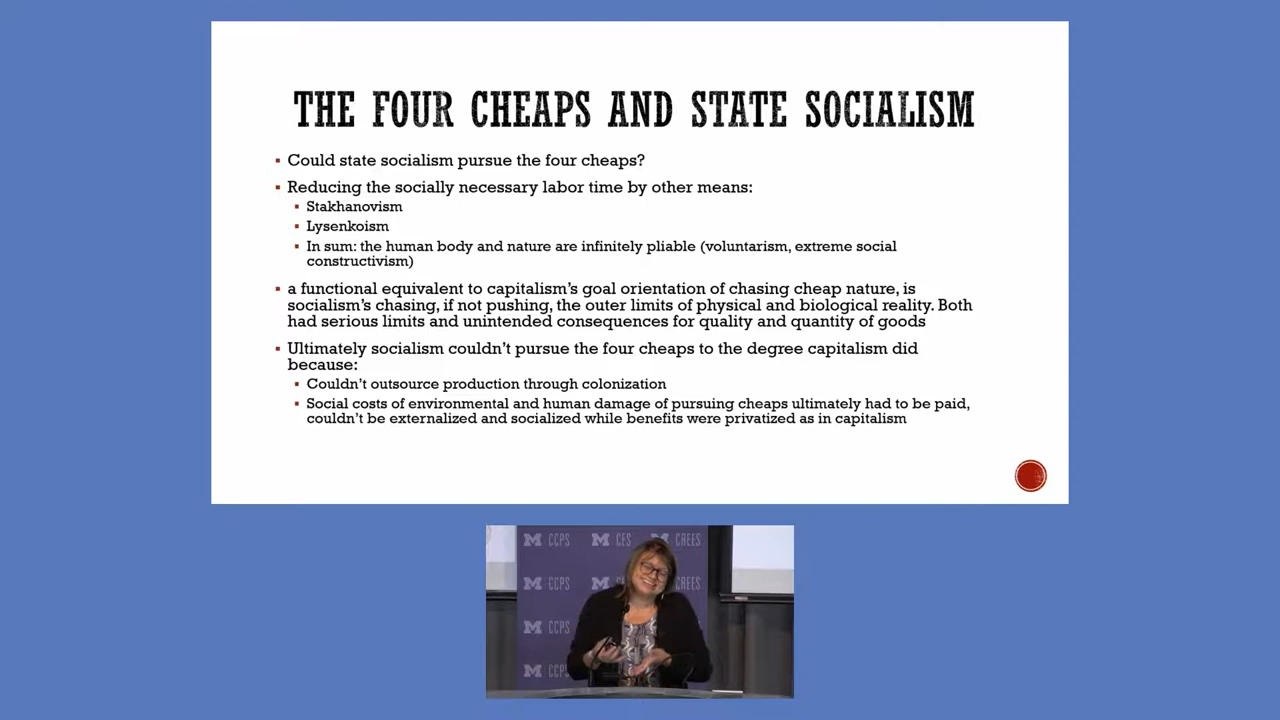 THE FOUR CHEAPS AND STATE SOCIALISM
▪ Could state socialism pursue the four cheaps?
▪ Reducing the socially necessary labor time by other means:
▪ Stakhanovism
▪ Lysenkoism
▪ In sum: the human body and nature are infinitely pliable (voluntarism, extreme social
constructivism)
▪ a functional equivalent to capitalism's goal orientation of chasing cheap nature, is
socialism's chasing, if not pushing, the outer limits of physical and biological reality. Both
had serious limits and unintended consequences for quality and quantity of goods
▪ Ultimately socialism couldn't pursue the four cheaps to the degree capitalism did
because:
▪ Couldn't outsource production through colonization
▪ Social costs of environmental and human damage of pursuing cheaps ultimately had to be paid,
couldn't be externalized and socialized while benefits were privatized as in capitalism
M CCPS M CES M CREES
M CCPS M CREES
M CCPS
M CCPS